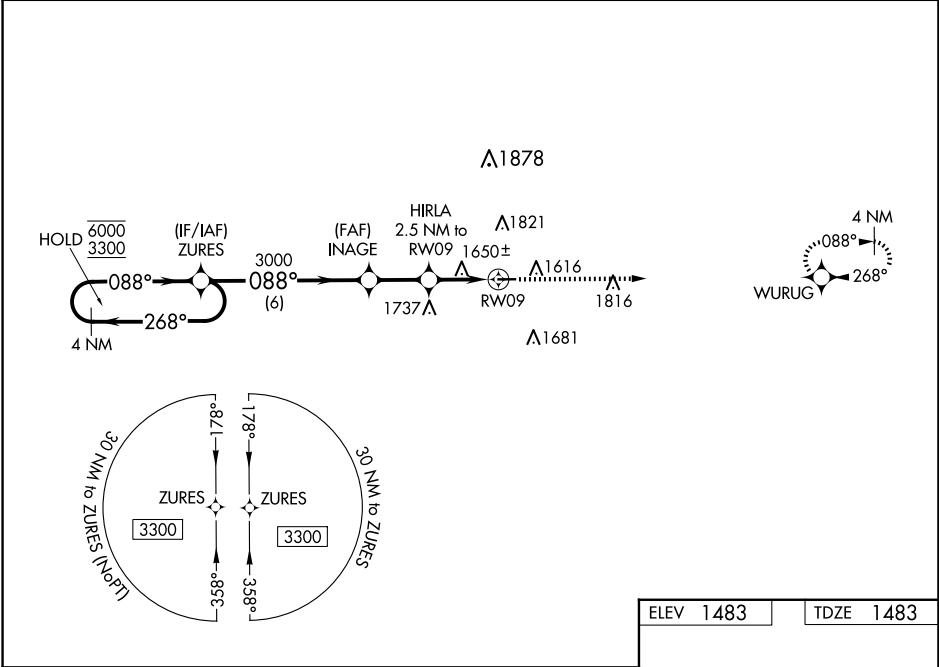 1878
HIRLA
2.5 NM to
RW09
1821
1650±
(FAF)
INAGE
(IF/IAF)
ZURES
HOLD
6000
3300
088°
3000
088°
(6)
268°
4 NM
1737
RW09
1616
1816
1681
4 NM
088°
268°
WURUG
178°
178°
30 NM to ZURES (NoPT)
30 NM to ZURES
ZURES
ZURES
3300
3300
358°
358°
ELEV 1483
TDZE 1483